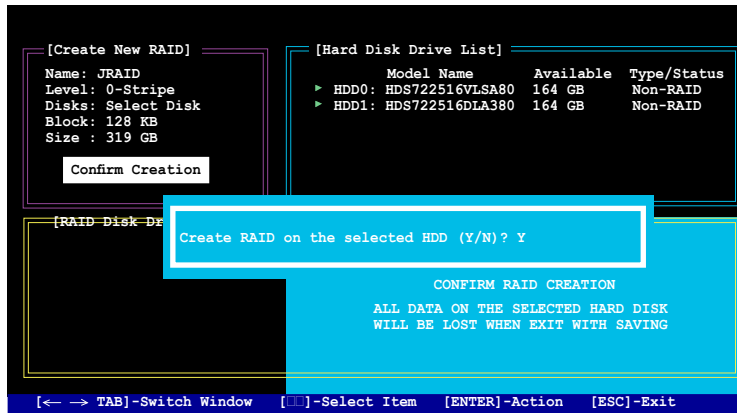 [Create New RAID]
Name: JRAID
Level: 0-Stripe
Disks: Select Disk
Block: 128 KB
Size : 319 GB
Confirm Creation
[Hard Disk Drive List]
Model Name Available Type/Status
HDD0: HDS722516VLSA80 164 GB Non-RAID
HDD1: HDS722516DLA380 164 GB Non-RAID
[RAID Disk Dr
Create RAID on the selected HDD (Y/N)? Y
CONFIRM RAID CREATION
ALL DATA ON THE SELECTED HARD DISK
WILL BE LOST WHEN EXIT WITH SAVING
[← → TAB]-Switch Window [□□]-Select Item [ENTER]-Action [ESC]-Exit